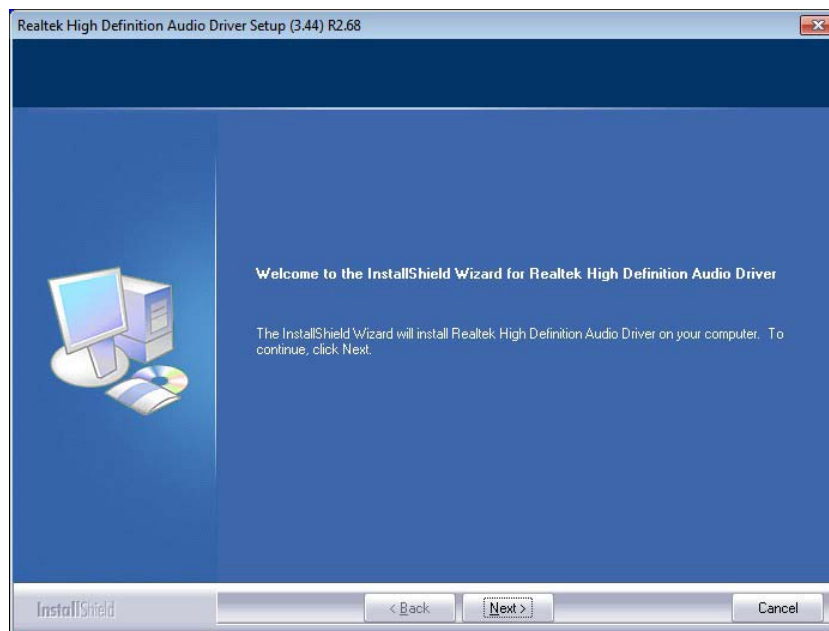 Realtek High Definition Audio Driver Setup (3.44) R2.68
Welcome to the InstallShield Wizard for Realtek High Definition Audio Driver
The InstallShield Wizard will install Realtek High Definition Audio Driver on your computer. To
continue, click Next.
InstallShield
< Back
Next >
Cancel